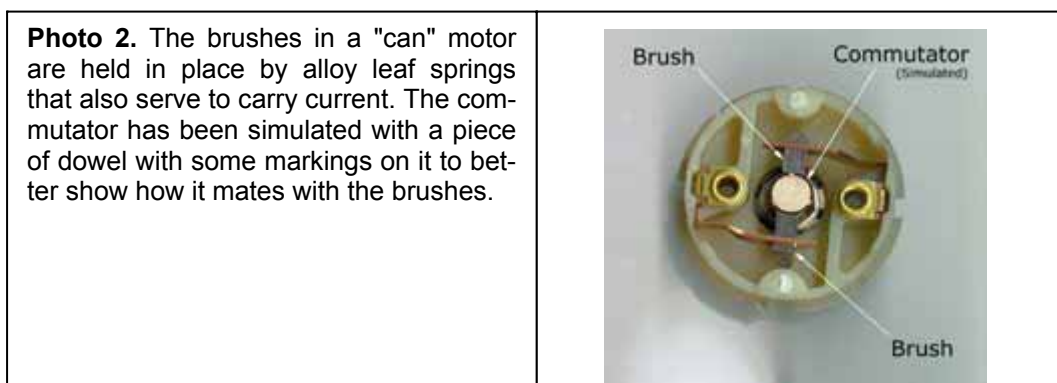 Photo 2. The brushes in a "can" motor
are held in place by alloy leaf springs
that also serve to carry current. The com-
mutator has been simulated with a piece
of dowel with some markings on it to bet-
ter show how it mates with the brushes.
Brush
Commutator
(Simulated)
Brush